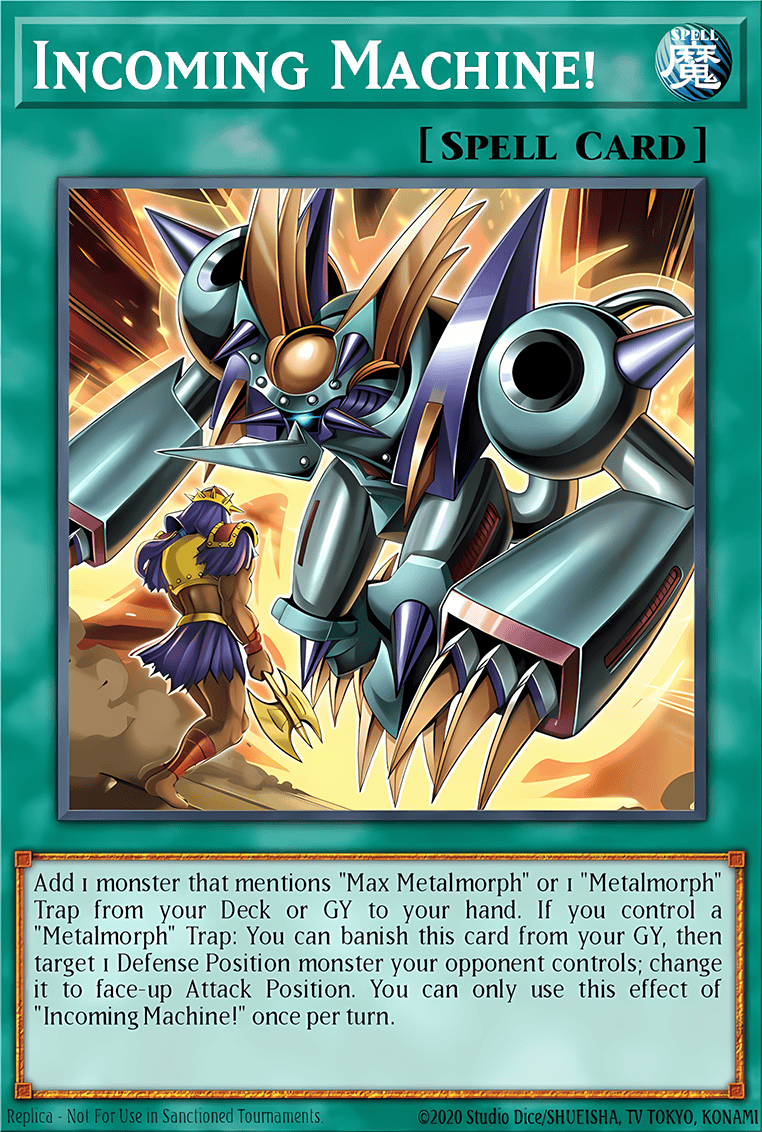 INCOMING MACHINE!
SPELL
魔
[SPELL CARD]
Add 1 monster that mentions "Max Metalmorph" or 1 "Metalmorph"
Trap from your Deck or GY to your hand. If you control a
"Metalmorph" Trap: You can banish this card from your GY, then
target 1 Defense Position monster your opponent controls; change
it to face-up Attack Position. You can only use this effect of
"Incoming Machine!" once per turn.
Replica - Not For Use in Sanctioned Tournaments.
©2020 Studio Dice/SHUEISHA, TV TOKYO, KONAMI